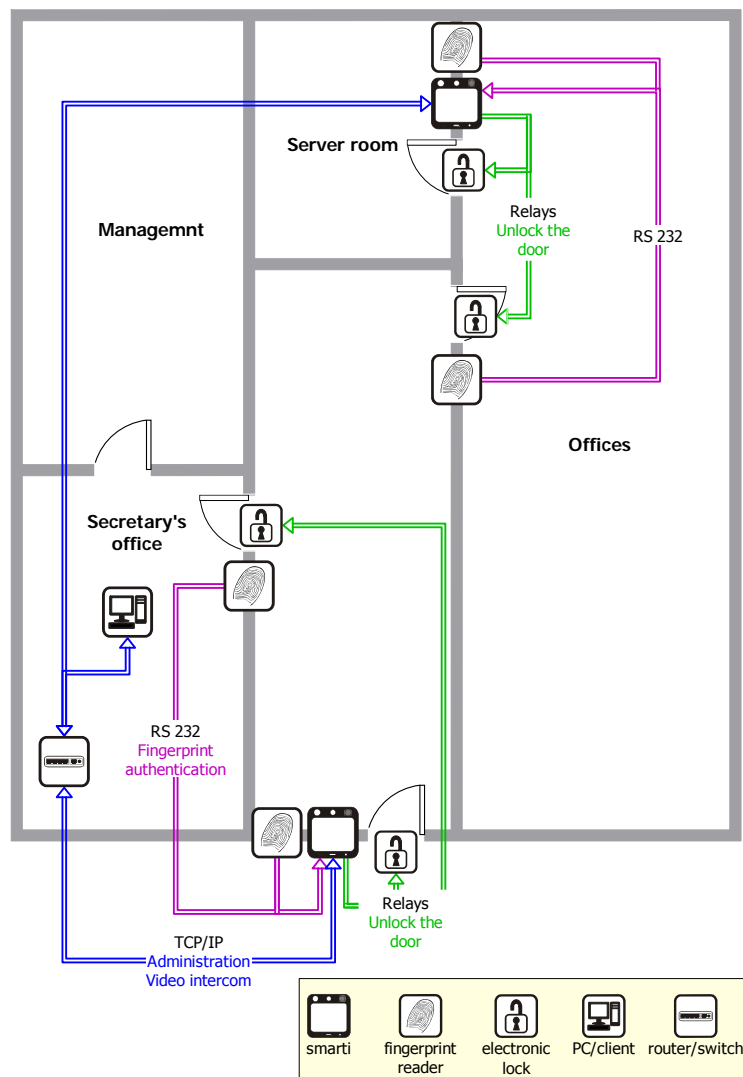 Server room
Managemnt
Relays
Unlock the
door
RS 232
Offices
Secretary's
office
RS 232
Fingerprint
authentication
Relays
Unlock the
door
TCP/IP
Administration
Video intercom
smarti
fingerprint
reader
electronic
lock
PC/client
router/switch